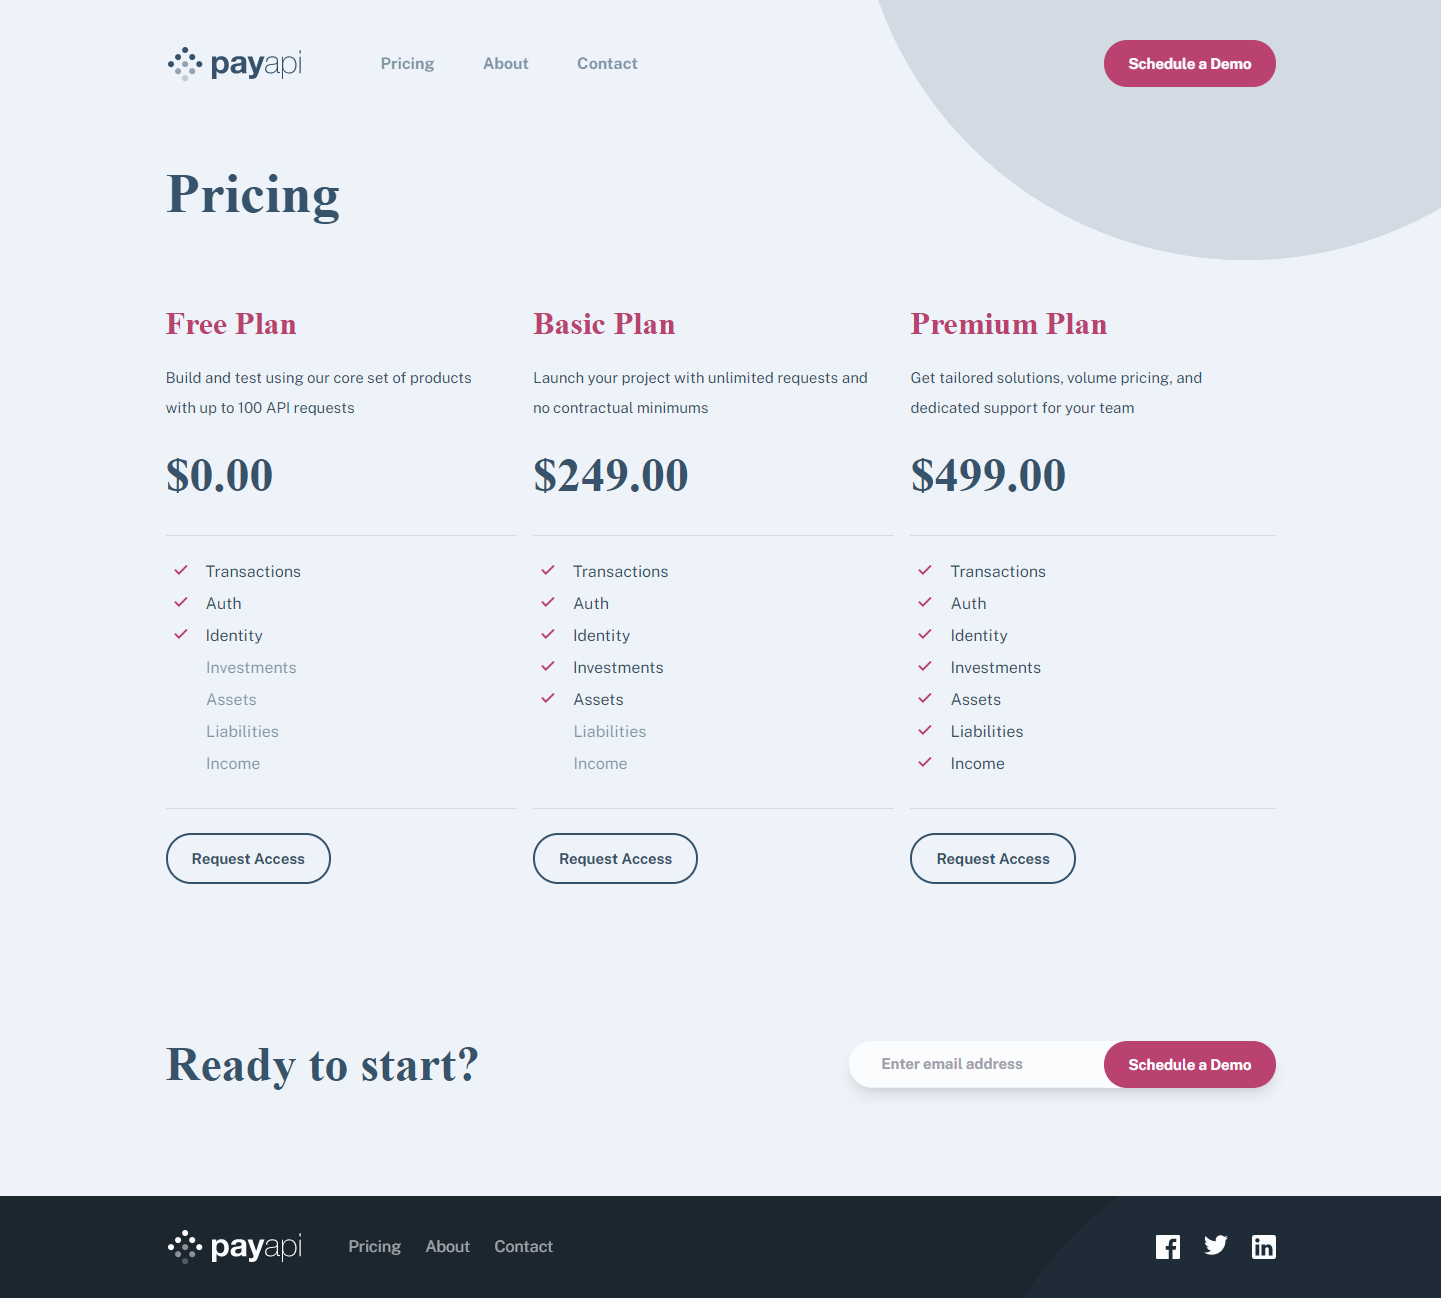 payapi
Pricing
About
Contact
Schedule a Demo
Pricing
Free Plan
Build and test using our core set of products
with up to 100 API requests
$0.00
Transactions
Auth
Identity
Investments
Assets
Liabilities
Income
Request Access
Basic Plan
Launch your project with unlimited requests and
no contractual minimums
$249.00
Transactions
Auth
Identity
Investments
Assets
Liabilities
Income
Request Access
Premium Plan
Get tailored solutions, volume pricing, and
dedicated support for your team
$499.00
Transactions
Auth
Identity
Investments
Assets
Liabilities
Income
Request Access
Ready to start?
Enter email address
Schedule a Demo
payapi
Pricing
About
Contact